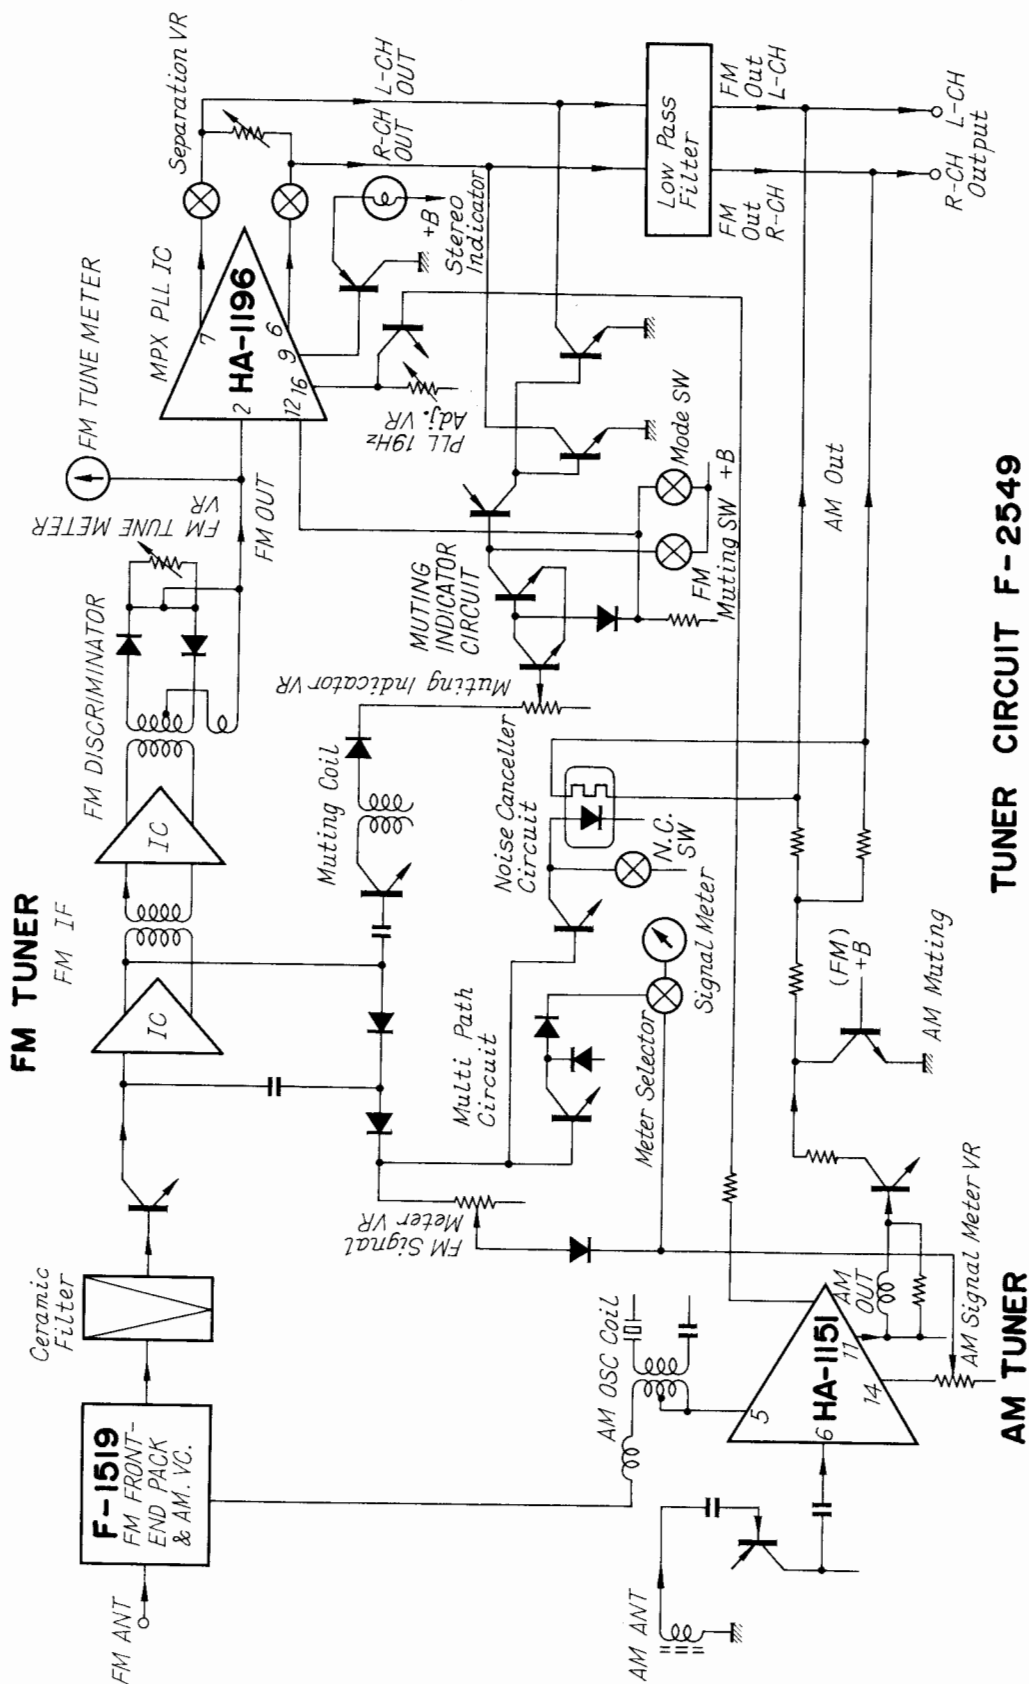 FM TUNER
FM ANT
F-1519
FM FRONT-
END PACK
& AM. VC.
Ceramic
Filter
FM IF
IC
IC
FM DISCRIMINATOR
FM TUNE METER
VR
FM OUT
FM TUNE METER
MPX PLL IC
HA-1196
2
7
6
9
16
12
Separation VR
L-CH
OUT
R-CH
OUT
+B
Stereo
Indicator
PLL 19Hz
Adj. VR
Muting Coil
Muting Indicator VR
MUTING
INDICATOR
CIRCUIT
FM
Muting SW
+B
Mode SW
Low Pass
Filter
FM
Out
L-CH
FM
Out
R-CH
L-CH
R-CH
Output
FM Signal
Meter VR
Multi Path
Circuit
Noise Canceller
Circuit
N.C.
SW
Meter Selector
Signal Meter
AM Out
AM ANT
AM OSC Coil
HA-1151
5
6
11
14
AM
OUT
AM Signal Meter VR
(FM)
+B
AM Muting
AM TUNER
TUNER CIRCUIT F-2549